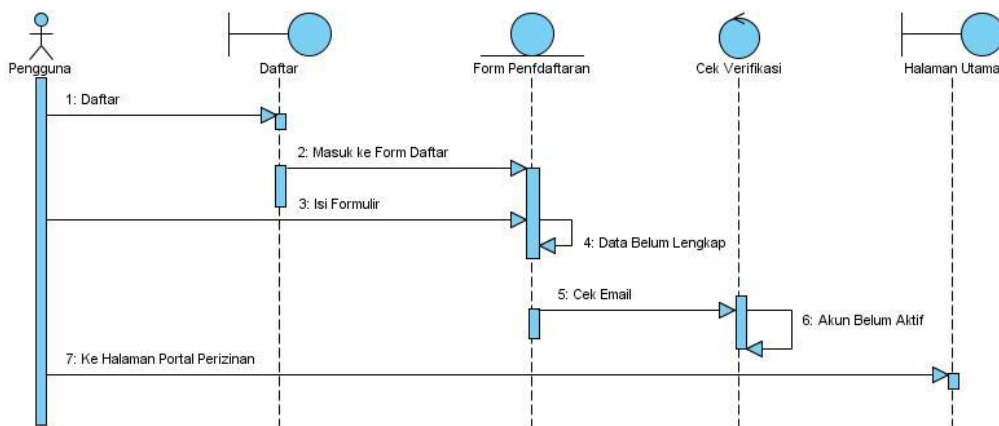 Pengguna
Daftar
Form Penfdaftaran
Cek Verifikasi
Halaman Utama
1: Daftar
2: Masuk ke Form Daftar
3: Isi Formulir
4: Data Belum Lengkap
5: Cek Email
6: Akun Belum Aktif
7: Ke Halaman Portal Perizinan